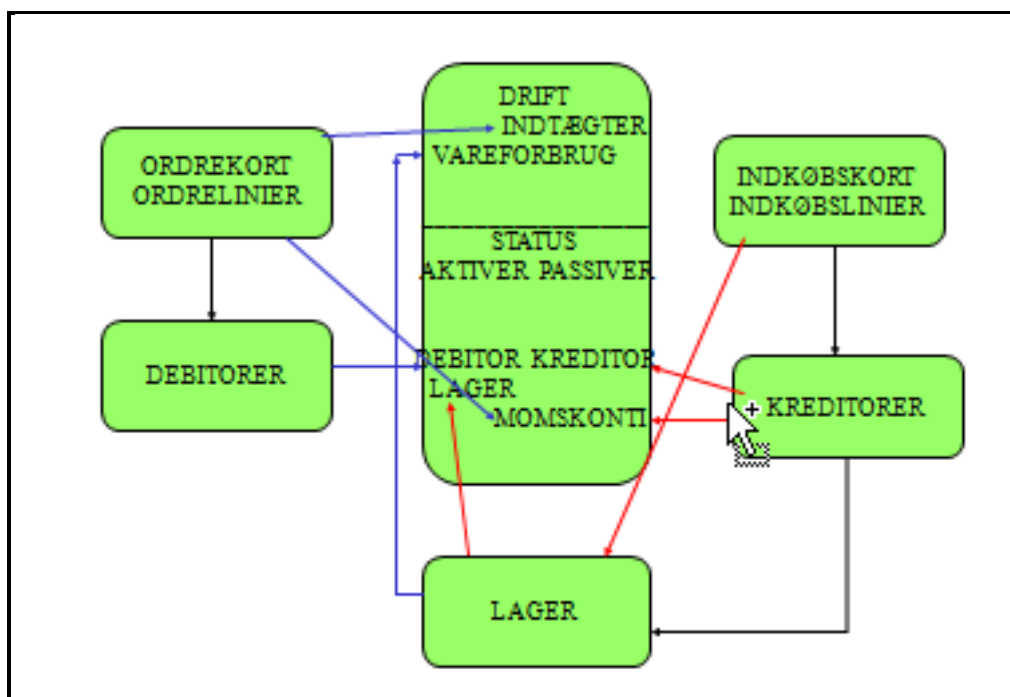 DRIFT
INDTÆGTER
VAREFORBRUG
ORDREKORT
ORDRELINIER
INDKØBSKORT
INDKØBSLINIER
STATUS
AKTIVER PASSIVER
DEBITORER
DEBITOR KREDITOR
LAGER
MOMSKONTI
KREDITORER
LAGER